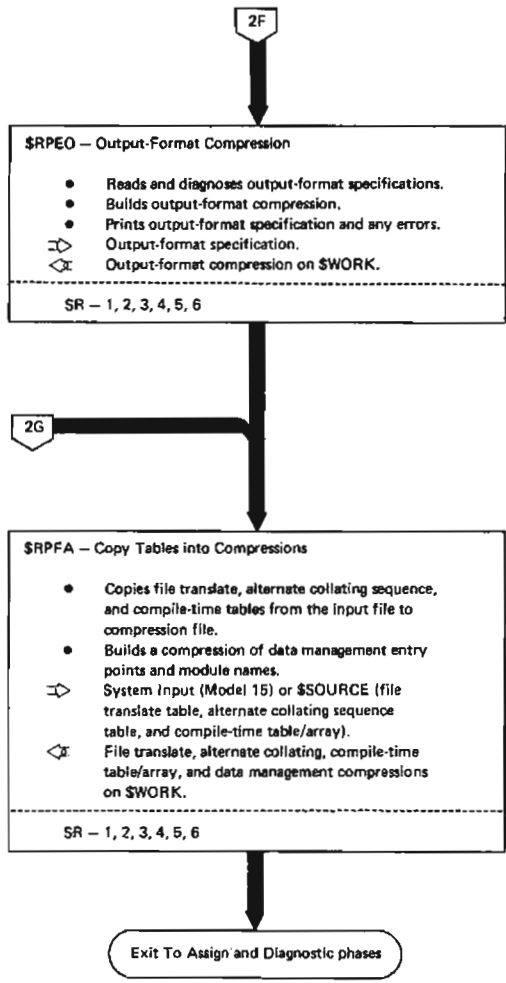 2F
$RPEO — Output-Format Compression
● Reads and diagnoses output-format specifications.
● Builds output-format compression.
● Prints output-format specification and any errors.
Output-format specification.
Output-format compression on $WORK.
SR — 1, 2, 3, 4, 5, 6
2G
$RPFA — Copy Tables into Compressions
● Copies file translate, alternate collating sequence,
and compile-time tables from the input file to
compression file.
● Builds a compression of data management entry
points and module names.
System Input (Model 15) or $SOURCE (file
translate table, alternate collating sequence
table, and compile-time table/array).
File translate, alternate collating, compile-time
table/array, and data management compressions
on $WORK.
SR — 1, 2, 3, 4, 5, 6
Exit To Assign and Diagnostic phases